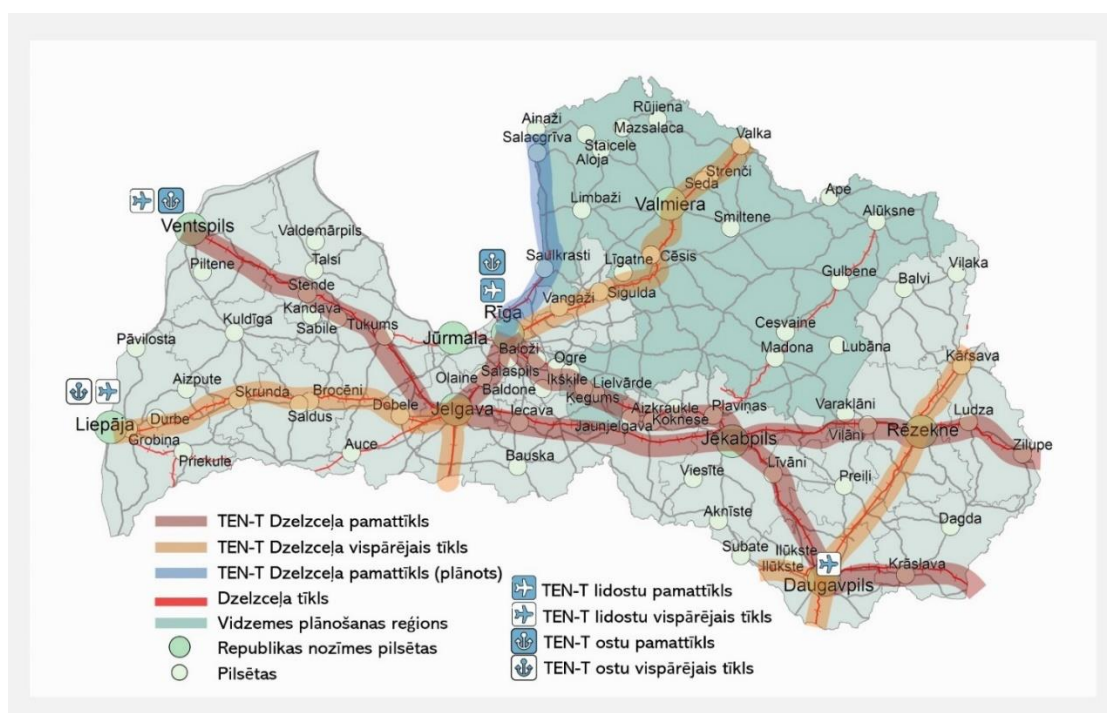 Ainaži
Rūjiena
Salacgrīva
Mazsalaca
Staicele
Aloja
Valka
Strenči
Seda
Limbaži
Valmiera
Smiltene
Ape
Alūksne
Ventspils
Valdemārpils
Piltene
Talsi
Stende
Kandava
Sabile
Tukums
Saulkrasti
Līgatne
Cēsis
Vangaži
Sigulda
Rīga
Gulbene
Balvi
Viļaka
Kuldīga
Pāvilosta
Jūrmala
Baloži
Cesvaine
Madona
Lubāna
Kārsava
Aizpute
Skrunda
Brocēni
Olaine
Salaspils
Baldone
Ogre
Ikšķile
Lielvārde
Ķegums
Liepāja
Durbe
Grobiņa
Saldus
Dobele
Jelgava
Iecava
Jaunjelgava
Aizkraukle
Koknese
Pļaviņas
Varakļāni
Ludza
Jēkabpils
Viļāni
Rēzekne
Zilupe
Priekule
Auce
Bauska
Viesīte
Līvāni
Preiļi
Aknīste
Dagda
Subate
Ilūkste
Ilūkste
Krāslava
Daugavpils
TEN-T Dzelzceļa pamattīkls
TEN-T Dzelzceļa vispārējais tīkls
TEN-T Dzelzceļa pamattīkls (plānots)
Dzelzceļa tīkls
Vidzemes plānošanas reģions
Republikas nozīmes pilsētas
Pilsētas
TEN-T lidostu pamattīkls
TEN-T lidostu vispārējais tīkls
TEN-T ostu pamattīkls
TEN-T ostu vispārējais tīkls